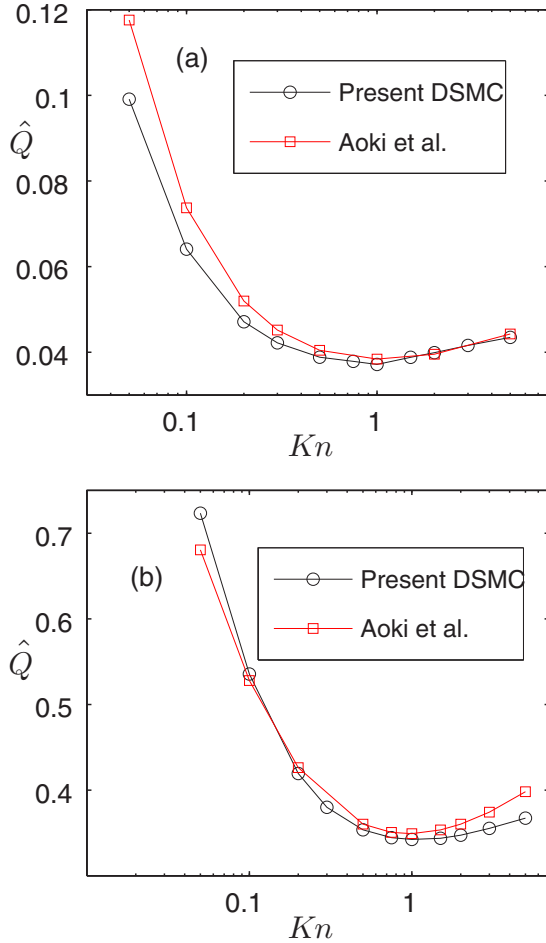 0.12
(a)
Present DSMC
0.1
Aoki et al.
Q̂
0.08
0.06
0.04
0.1
1
Kn
0.7
Present DSMC
(b)
0.6
Aoki et al.
Q̂
0.5
0.4
0.1
1
Kn